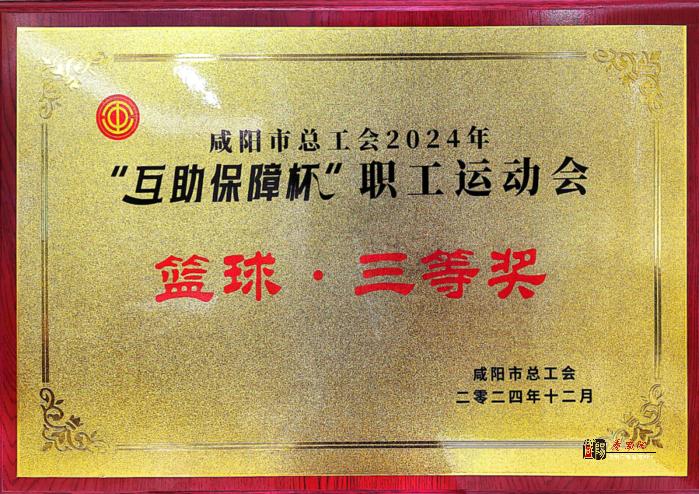 咸阳市总工会2024年
“互助保障杯”职工运动会
篮球·三等奖
咸阳市总工会
二零二四年十二月